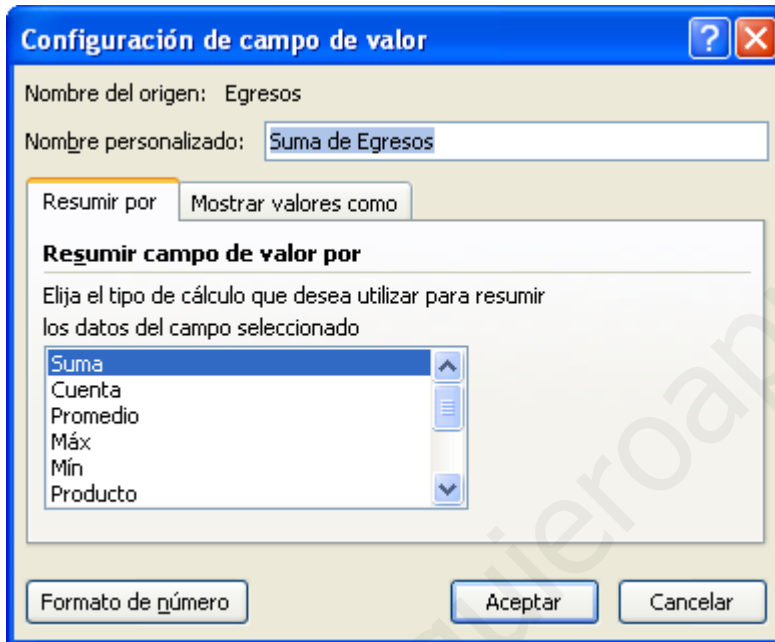 Configuración de campo de valor
Nombre del origen: Egresos
Nombre personalizado: Suma de Egresos
Resumir por Mostrar valores como
Resumir campo de valor por
Elija el tipo de cálculo que desea utilizar para resumir
los datos del campo seleccionado
Suma
Cuenta
Promedio
Máx
Mín
Producto
Formato de número Aceptar Cancelar